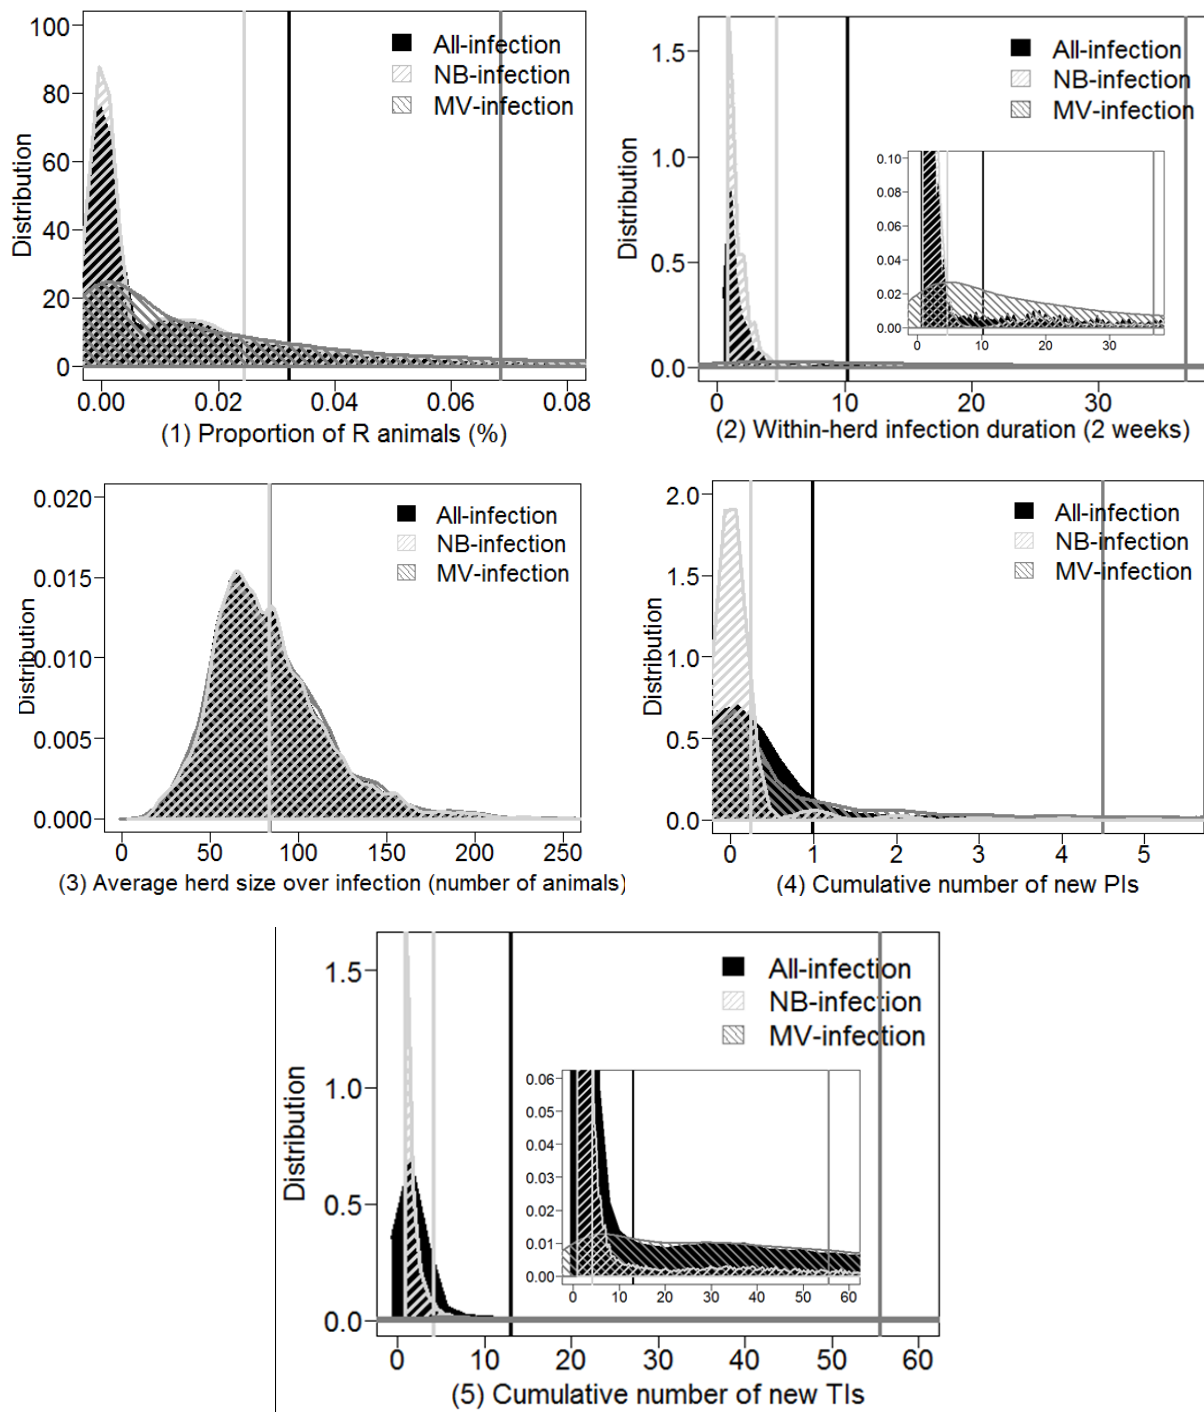 100
80
60
40
20
0
Distribution
All-infection
NB-infection
MV-infection
0.00 0.02 0.04 0.06 0.08
(1) Proportion of R animals (%)
1.5
1.0
0.5
0.0
Distribution
All-infection
NB-infection
MV-infection
0.10
0.08
0.06
0.04
0.02
0.00
0 10 20 30
0 10 20 30
(2) Within-herd infection duration (2 weeks)
0.020
0.015
0.010
0.005
0.000
Distribution
All-infection
NB-infection
MV-infection
0 50 100 150 200 250
(3) Average herd size over infection (number of animals)
2.0
1.5
1.0
0.5
0.0
Distribution
All-infection
NB-infection
MV-infection
0 1 2 3 4 5
(4) Cumulative number of new PIs
1.5
1.0
0.5
0.0
Distribution
All-infection
NB-infection
MV-infection
0.06
0.05
0.04
0.03
0.02
0.01
0.00
0 10 20 30 40 50 60
0 10 20 30 40 50 60
(5) Cumulative number of new TIs